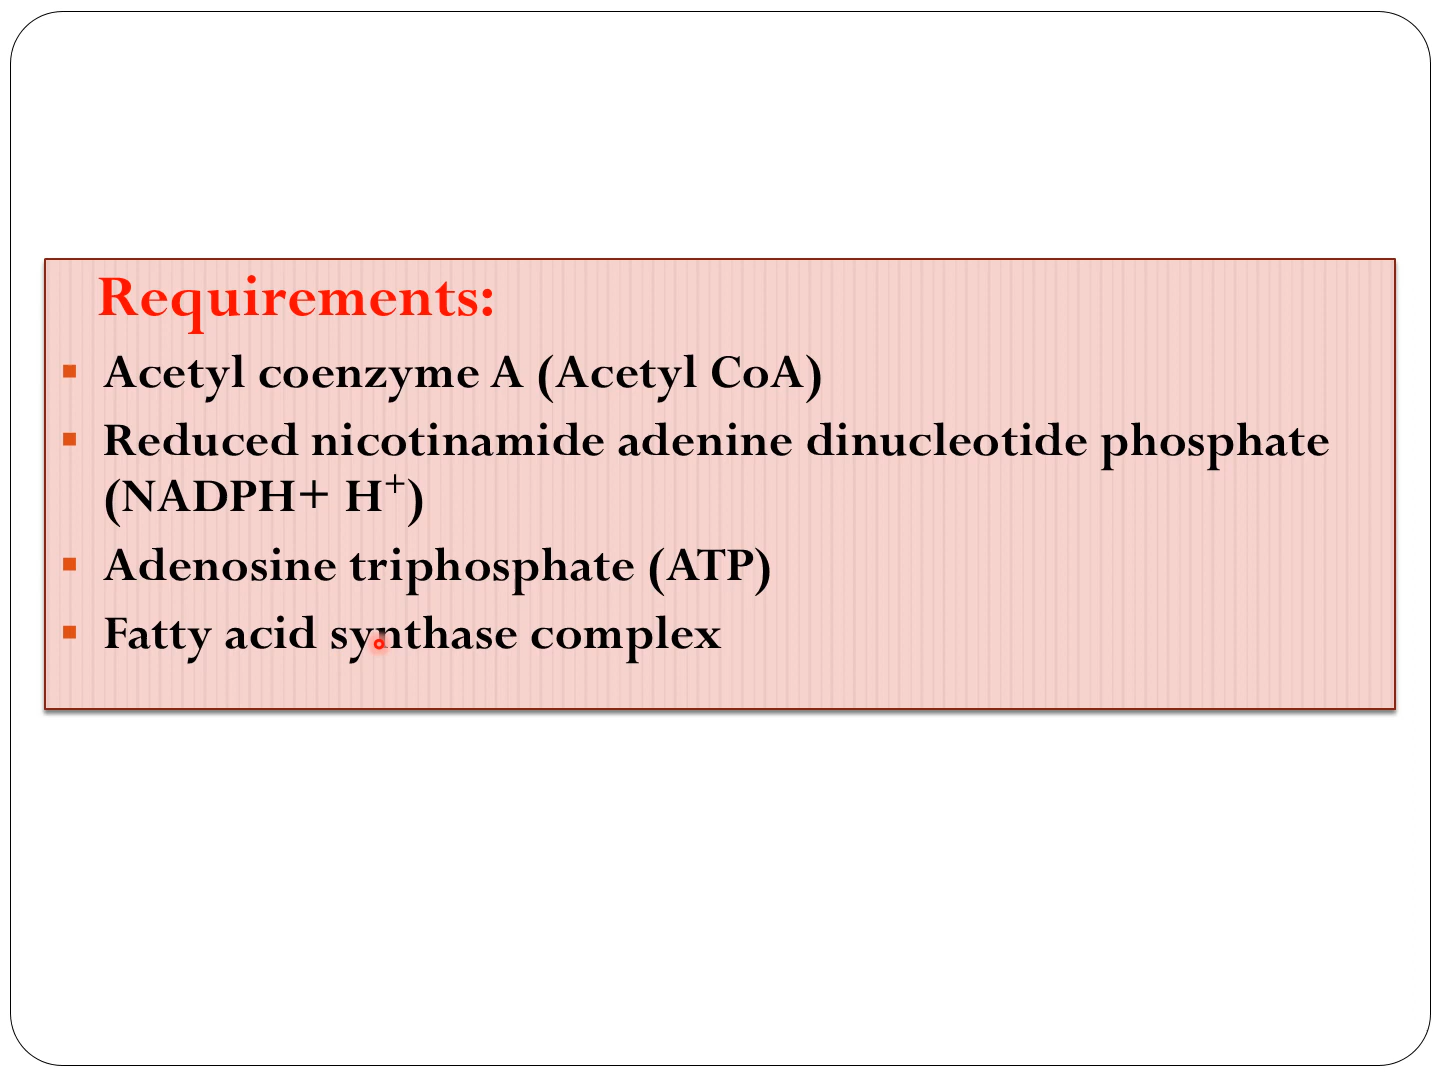 Requirements:
Acetyl coenzyme A (Acetyl CoA)
Reduced nicotinamide adenine dinucleotide phosphate
(NADPH+ H⁺)
Adenosine triphosphate (ATP)
Fatty acid synthase complex